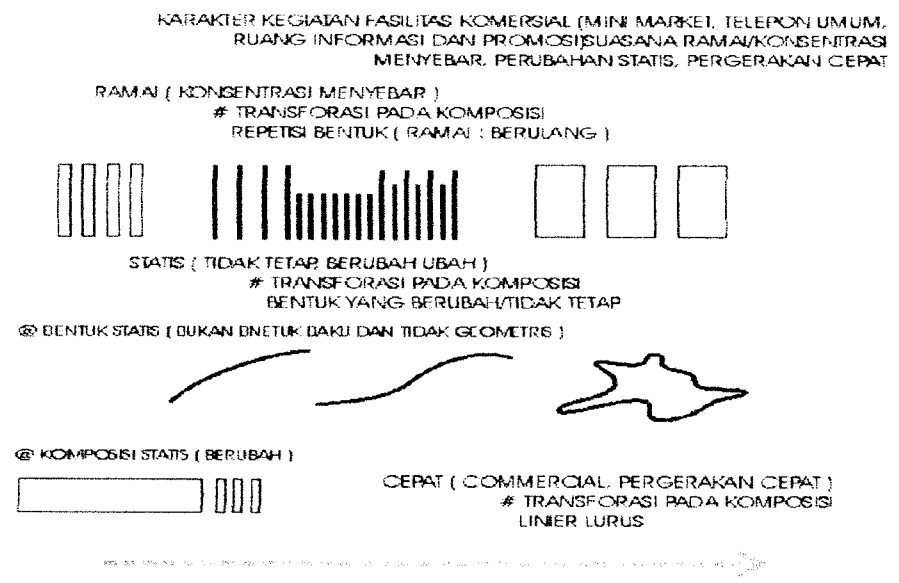 KARAKTER KEGIATAN FASILITAS KOMERSIAL (MINI MARKET, TELEPON UMUM,
RUANG INFORMASI DAN PROMOSI)SUASANA RAMAI/KONSENTRASI
MENYEBAR, PERUBAHAN STATIS, PERGERAKAN CEPAT
RAMAI ( KONSENTRASI MENYEBAR )
# TRANSFORASI PADA KOMPOSISI
REPETISI BENTUK ( RAMAI : BERULANG )
STATIS ( TIDAK TETAP, BERUBAH UBAH )
# TRANSFORASI PADA KOMPOSISI
BENTUK YANG BERUBAH/TIDAK TETAP
@ BENTUK STATIS ( BUKAN BNETUK BAKU DAN TIDAK GEOMETRIS )
@ KOMPOSISI STATIS ( BERUBAH )
CEPAT ( COMMERCIAL, PERGERAKAN CEPAT )
# TRANSFORASI PADA KOMPOSISI
LINIER LURUS